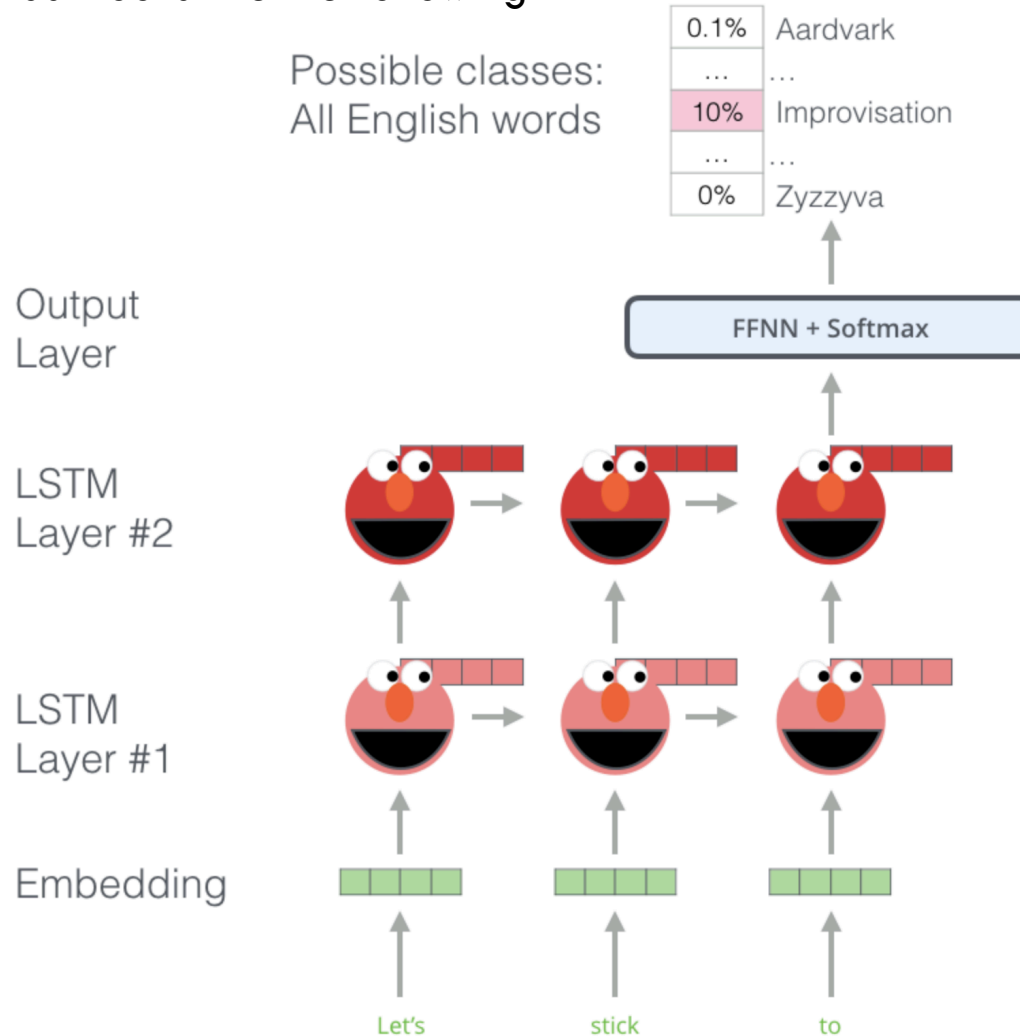 0.1% Aardvark
... ...
Possible classes:
All English words
10% Improvisation
... ...
0% Zyzzyva
Output
Layer
FFNN + Softmax
LSTM
Layer #2
LSTM
Layer #1
Embedding
Let's stick to